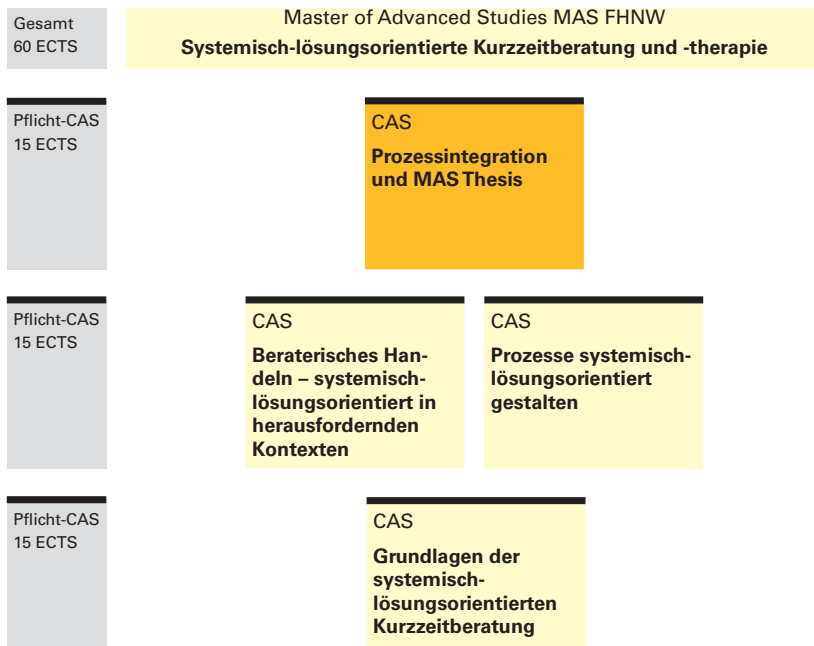 Gesamt
60 ECTS
Master of Advanced Studies MAS FHNW
Systemisch-lösungsorientierte Kurzzeitberatung und -therapie
Pflicht-CAS
15 ECTS
CAS
Prozessintegration
und MAS Thesis
Pflicht-CAS
15 ECTS
CAS
Beraterisches Han-
deln – systemisch-
lösungsorientiert in
herausfordernden
Kontexten
CAS
Prozesse systemisch-
lösungsorientiert
gestalten
Pflicht-CAS
15 ECTS
CAS
Grundlagen der
systemisch-
lösungsorientierten
Kurzzeitberatung